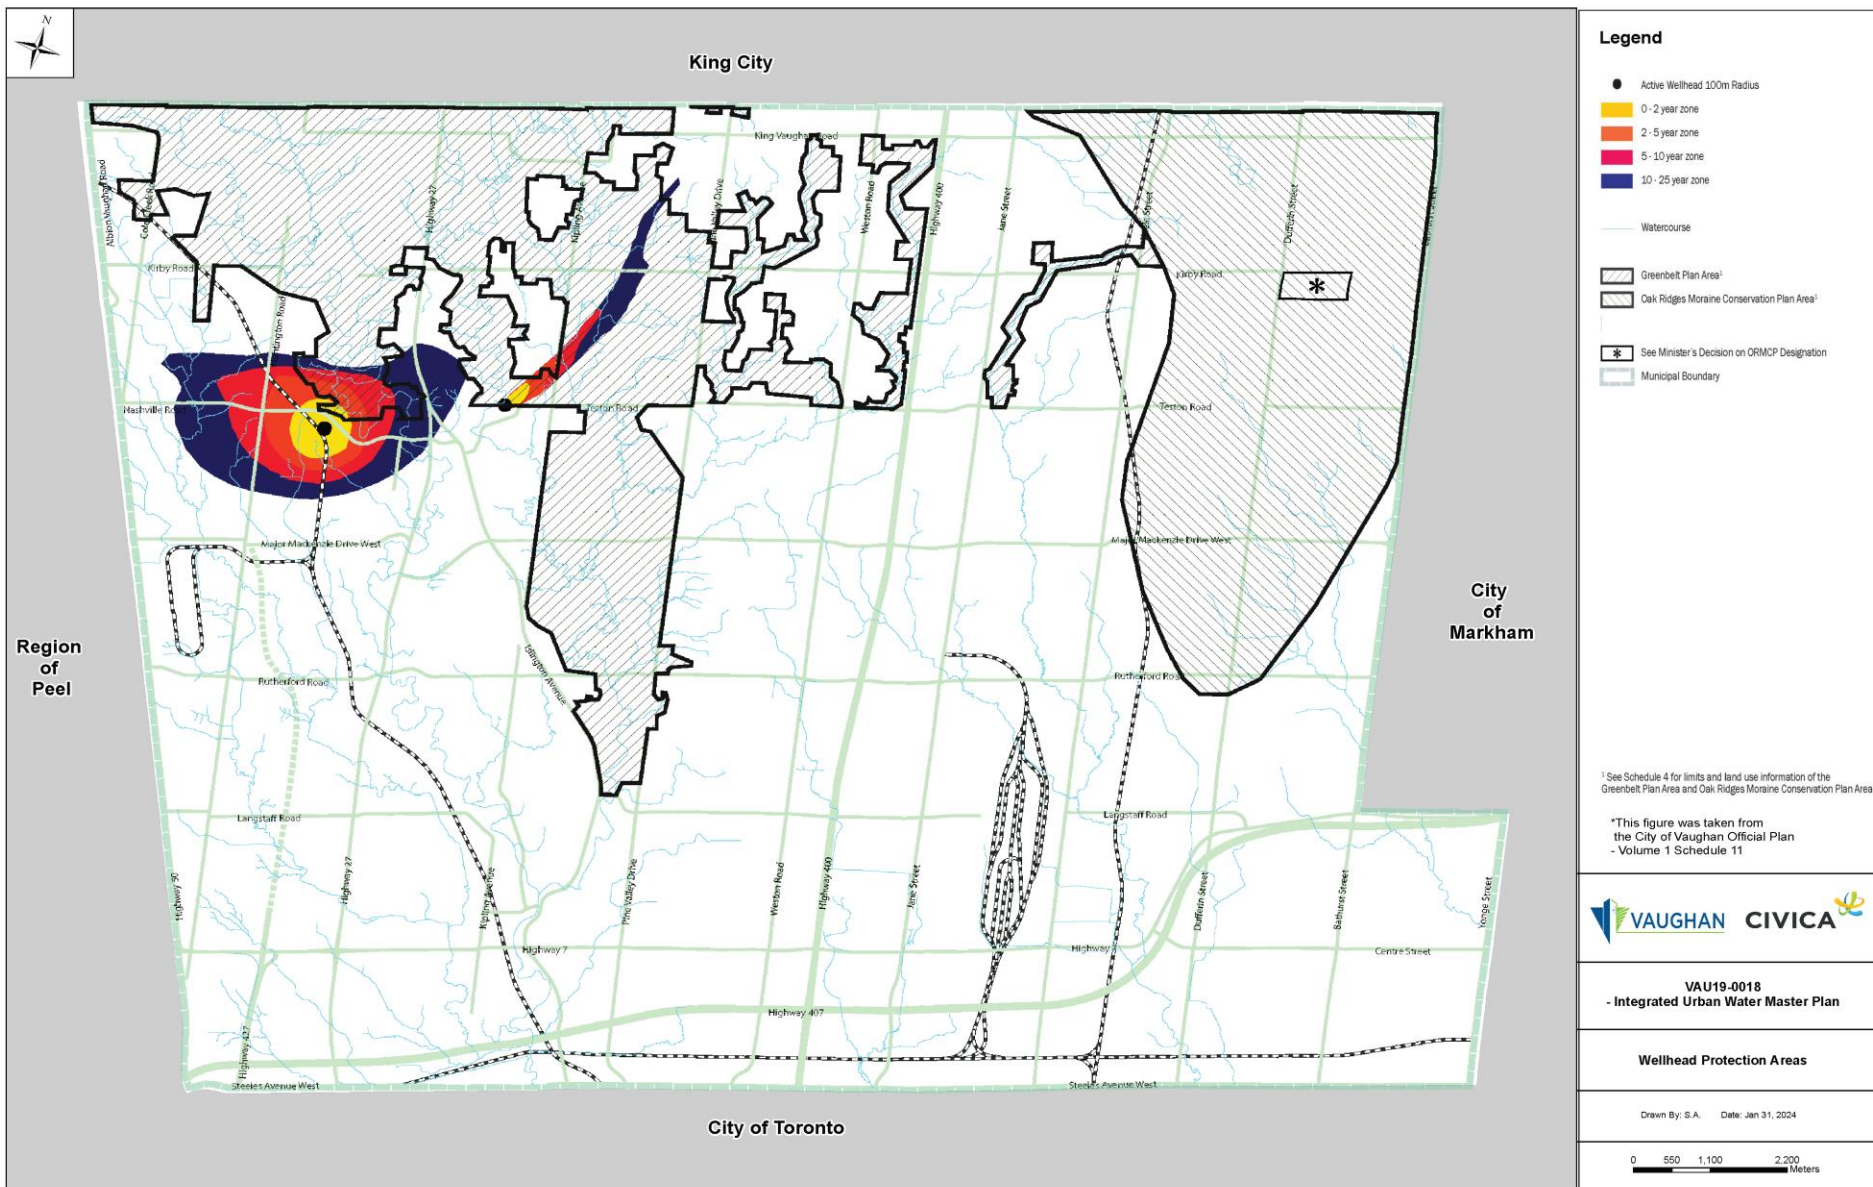 N
King City
King Vaughan Road
Albion Vaughan Road
Highway 27
Kipling Avenue
Weston Road
Highway 400
Jane Street
Dufferin Street
Kirby Road
Kirby Road
Nashville Road
Teston Road
Teston Road
Major Mackenzie Drive West
Major Mackenzie Drive West
Region
of
Peel
City
of
Markham
Islington Avenue
Rutherford Road
Rutherford Road
Langstaff Road
Langstaff Road
Highway 50
Highway 27
Kipling Avenue
Pine Valley Drive
Weston Road
Highway 400
Jane Street
Dufferin Street
Bathurst Street
Yonge Street
Highway 7
Highway
Centre Street
Highway 407
Highway 427
Steeles Avenue West
Steeles Avenue West
City of Toronto
Legend
Active Wellhead 100m Radius
0 - 2 year zone
2 - 5 year zone
5 - 10 year zone
10 - 25 year zone
Watercourse
Greenbelt Plan Area¹
Oak Ridges Moraine Conservation Plan Area¹
* See Minister's Decision on ORMCP Designation
Municipal Boundary
¹ See Schedule 4 for limits and land use information of the
Greenbelt Plan Area and Oak Ridges Moraine Conservation Plan Area
*This figure was taken from
the City of Vaughan Official Plan
- Volume 1 Schedule 11
VAUGHAN CIVICA
VAU19-0018
- Integrated Urban Water Master Plan
Wellhead Protection Areas
Drawn By: S.A. Date: Jan 31, 2024
0 550 1,100 2,200
Meters